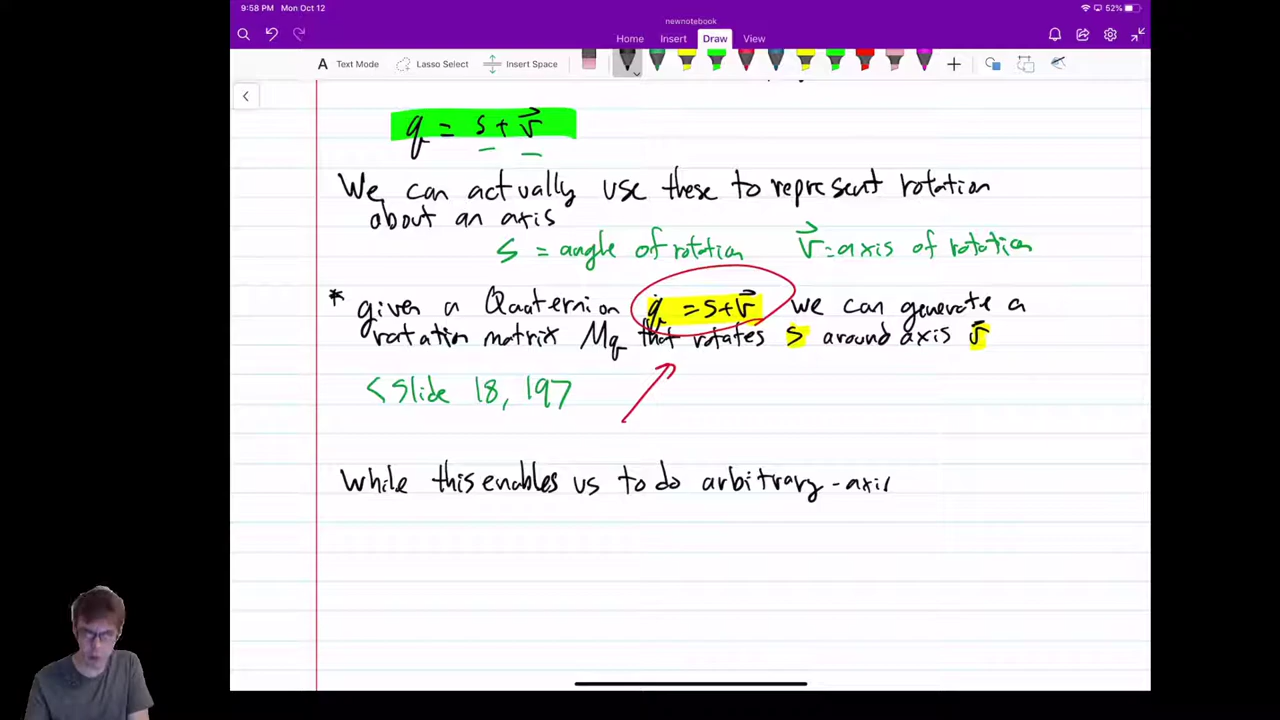 9:58 PM Mon Oct 12
52%
newnotebook
Home Insert Draw View
Text Mode Lasso Select Insert Space
q = s + v
We can actually use these to represent rotation
about an axis
s = angle of rotation v = axis of rotation
* given a Quaternion q = s + v we can generate a
rotation matrix Mq that rotates s around axis v
<slide 18, 19>
While this enables us to do arbitrary-axis